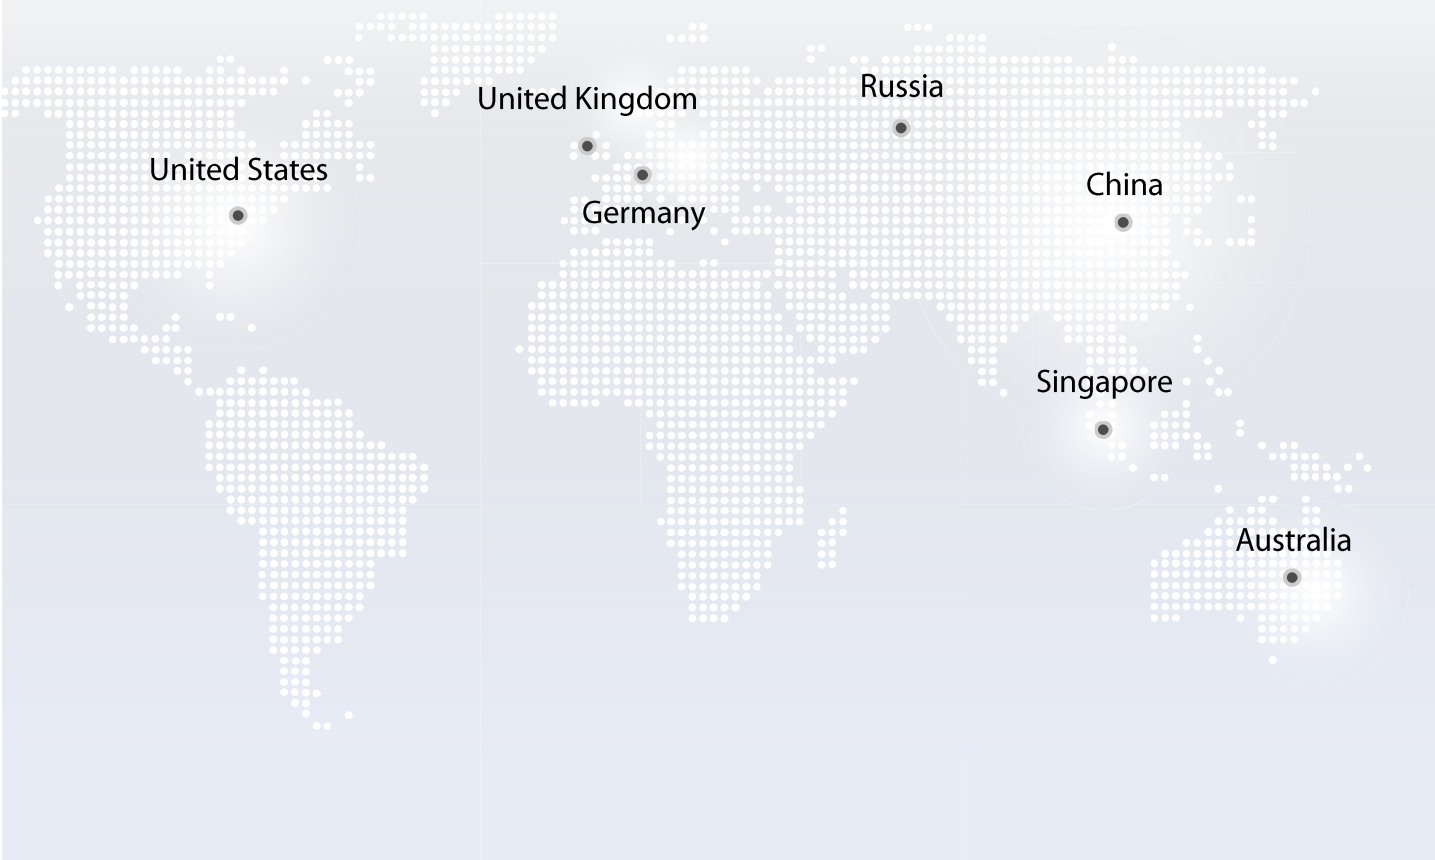 Russia
United Kingdom
United States
China
Germany
Singapore
Australia